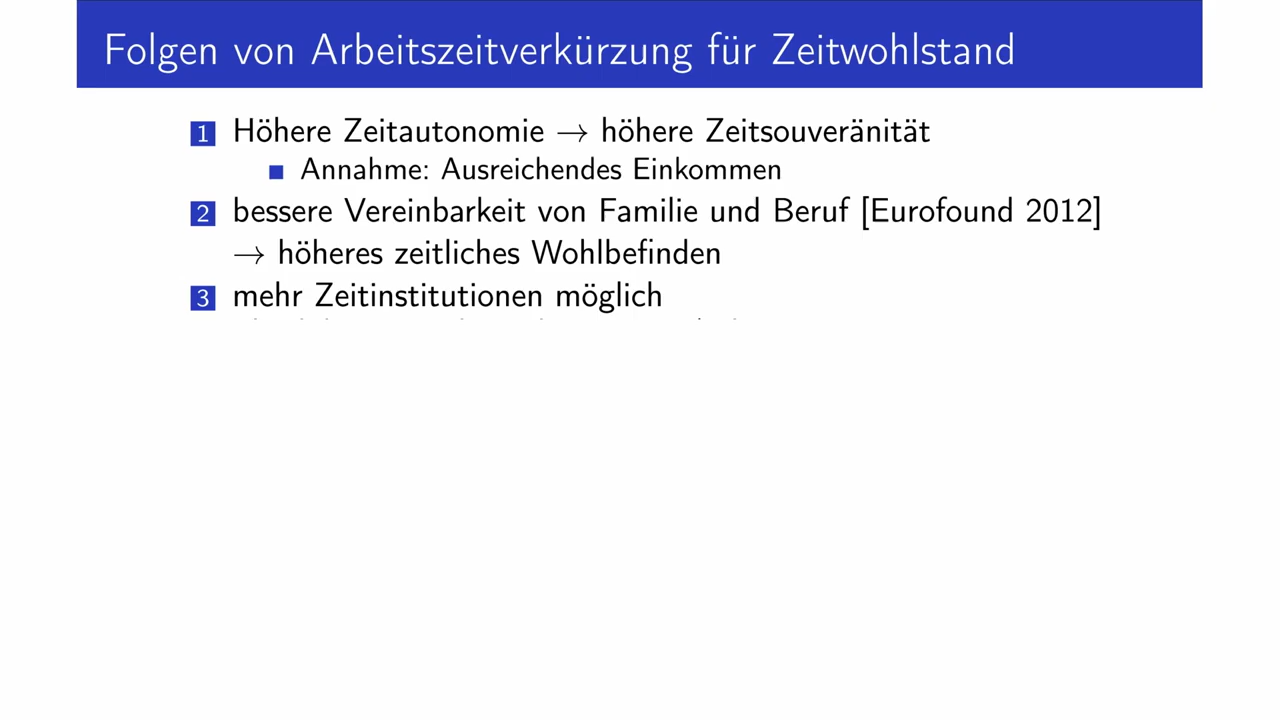 Folgen von Arbeitszeitverkürzung für Zeitwohlstand
1 Höhere Zeitautonomie → höhere Zeitsouveränität
Annahme: Ausreichendes Einkommen
2 bessere Vereinbarkeit von Familie und Beruf [Eurofound 2012]
→ höheres zeitliches Wohlbefinden
3 mehr Zeitinstitutionen möglich